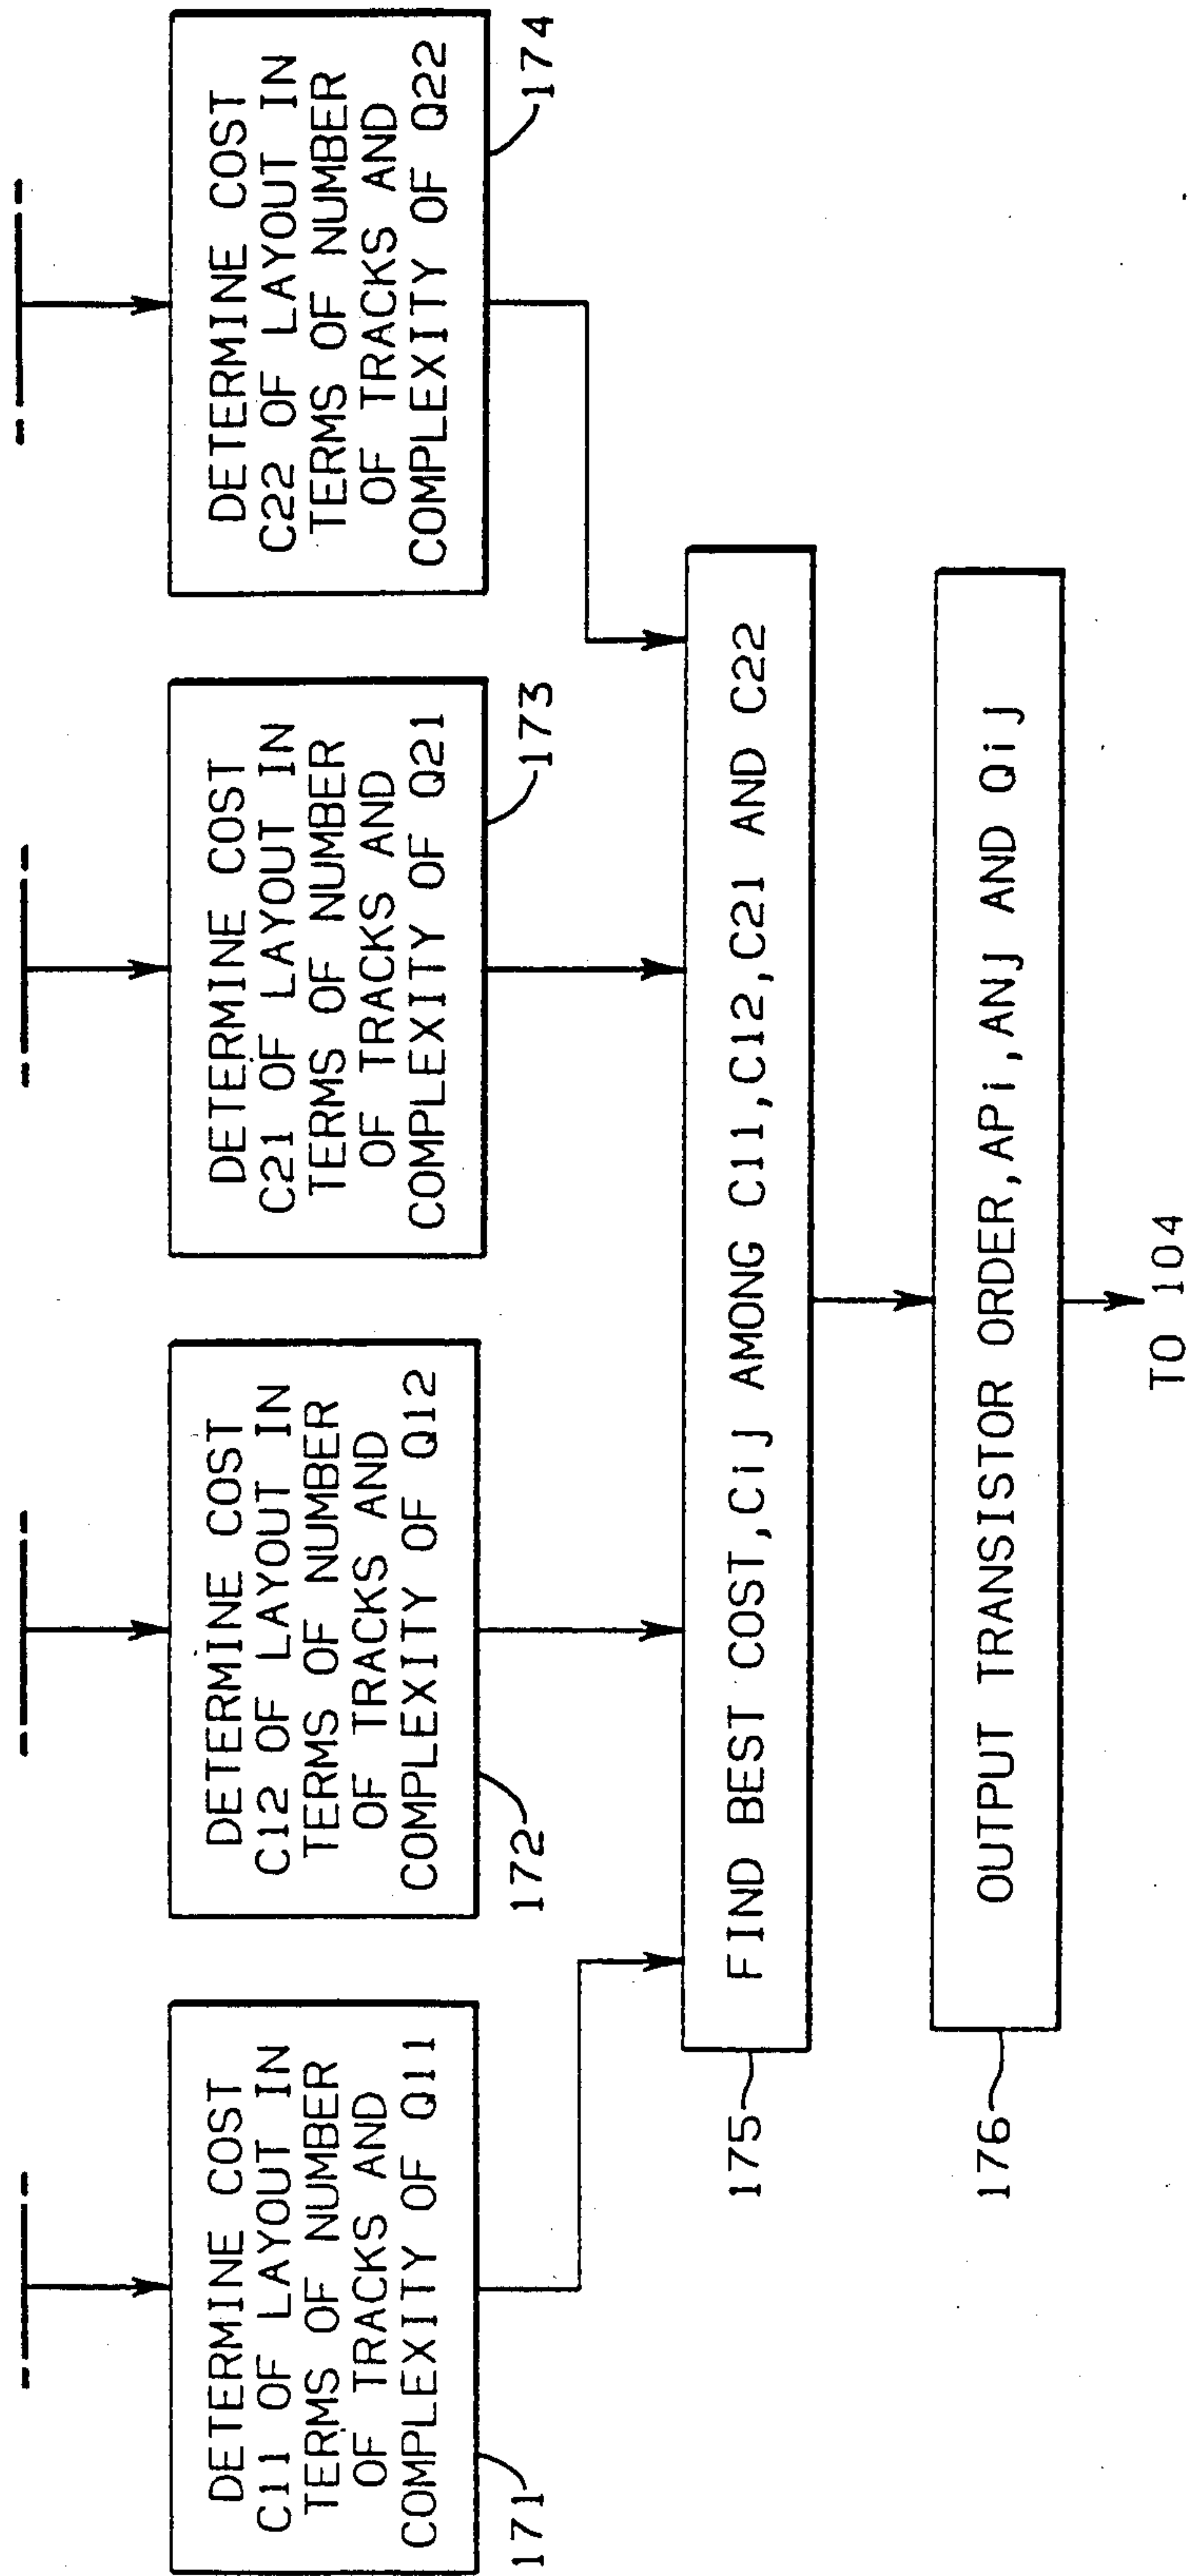 DETERMINE COST
C11 OF LAYOUT IN
TERMS OF NUMBER
OF TRACKS AND
COMPLEXITY OF Q11
171
DETERMINE COST
C12 OF LAYOUT IN
TERMS OF NUMBER
OF TRACKS AND
COMPLEXITY OF Q12
172
DETERMINE COST
C21 OF LAYOUT IN
TERMS OF NUMBER
OF TRACKS AND
COMPLEXITY OF Q21
173
DETERMINE COST
C22 OF LAYOUT IN
TERMS OF NUMBER
OF TRACKS AND
COMPLEXITY OF Q22
174
FIND BEST COST, Cij AMONG C11, C12, C21 AND C22
175
OUTPUT TRANSISTOR ORDER, APi, ANj AND Qij
176
TO 104